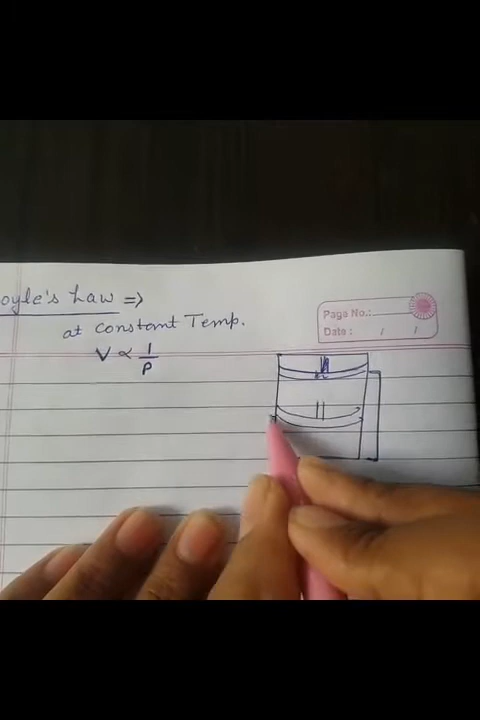 oyle's Law =>
at constant Temp.
V ∝ 1/P
Page No.:
Date: / /